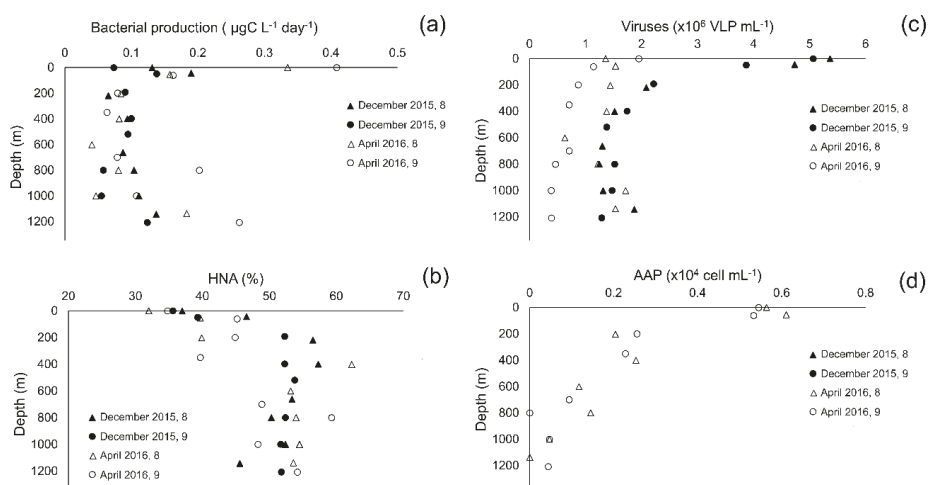 Bacterial production ( µgC L⁻¹ day⁻¹)
(a)
0 0.1 0.2 0.3 0.4 0.5
0
200
400
600
800
1000
1200
Depth (m)
December 2015, 8
December 2015, 9
April 2016, 8
April 2016, 9
Viruses (x10⁶ VLP mL⁻¹)
(c)
0 1 2 3 4 5 6
0
200
400
600
800
1000
1200
Depth (m)
December 2015, 8
December 2015, 9
April 2016, 8
April 2016, 9
HNA (%)
(b)
20 30 40 50 60 70
0
200
400
600
800
1000
1200
Depth (m)
December 2015, 8
December 2015, 9
April 2016, 8
April 2016, 9
AAP (x10⁴ cell mL⁻¹)
(d)
0 0.2 0.4 0.6 0.8
0
200
400
600
800
1000
1200
Depth (m)
December 2015, 8
December 2015, 9
April 2016, 8
April 2016, 9